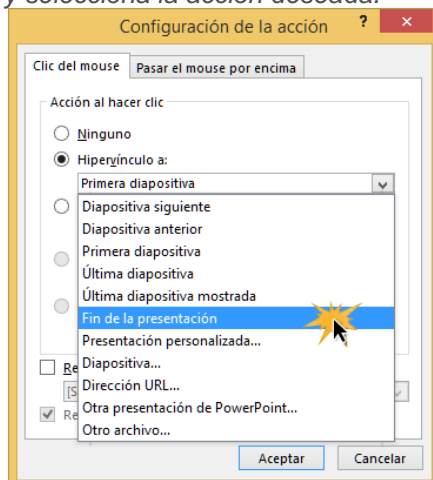 y selecciona la acción deseada.
Configuración de la acción ? ×
Clic del mouse Pasar el mouse por encima
Acción al hacer clic
Ninguno
Hipervínculo a:
Primera diapositiva
Diapositiva siguiente
Diapositiva anterior
Primera diapositiva
Última diapositiva
Última diapositiva mostrada
Fin de la presentación
Presentación personalizada...
Diapositiva...
Dirección URL...
Otra presentación de PowerPoint...
Otro archivo...
Aceptar Cancelar